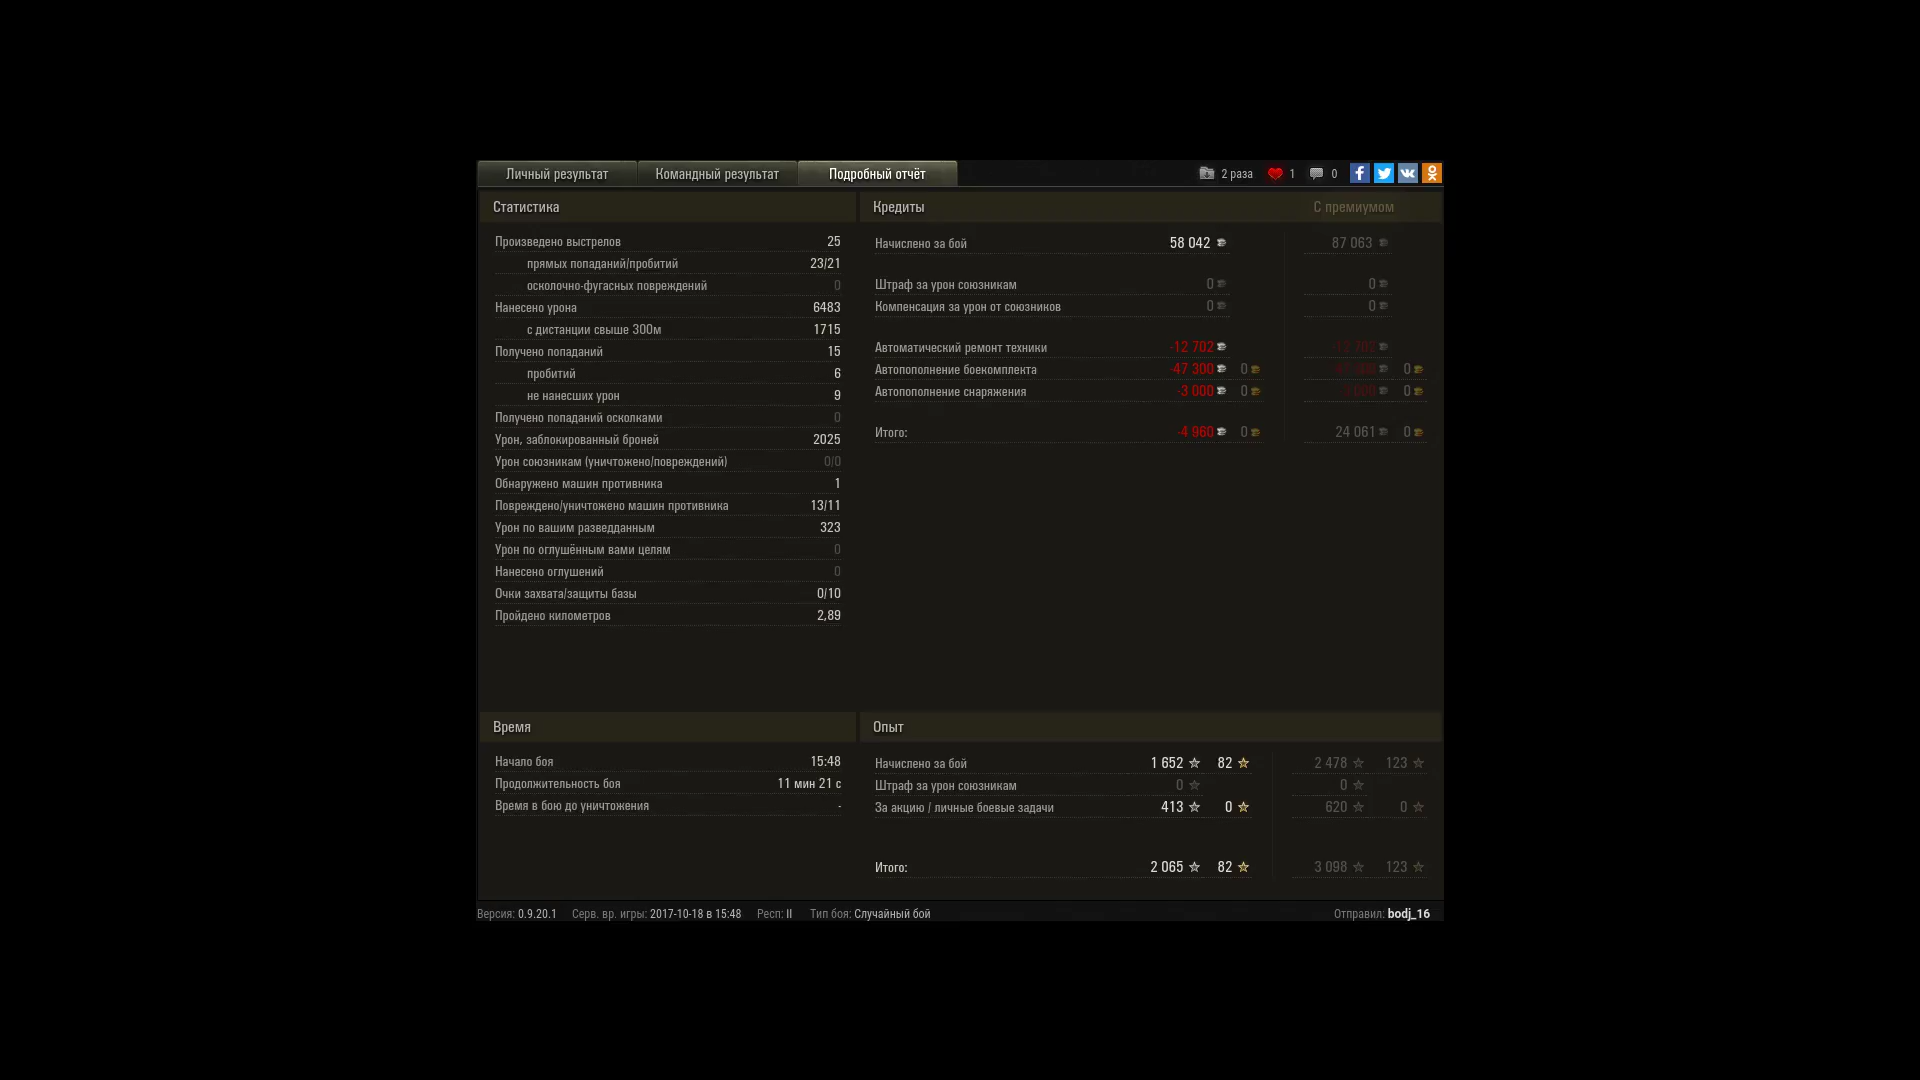 Личный результат Командный результат Подробный отчёт 2 раза 1 0
Статистика
Произведено выстрелов 25
прямых попаданий/пробитий 23/21
осколочно-фугасных повреждений 0
Нанесено урона 6483
с дистанции свыше 300м 1715
Получено попаданий 15
пробитий 6
не нанесших урон 9
Получено попаданий осколками 0
Урон, заблокированный броней 2025
Урон союзникам (уничтожено/повреждений) 0/0
Обнаружено машин противника 1
Повреждено/уничтожено машин противника 13/11
Урон по вашим разведданным 323
Урон по оглушённым вами целям 0
Нанесено оглушений 0
Очки захвата/защиты базы 0/10
Пройдено километров 2,89
Кредиты С премиумом
Начислено за бой 58 042 87 063
Штраф за урон союзникам 0 0
Компенсация за урон от союзников 0 0
Автоматический ремонт техники -12 702 -12 702
Автопополнение боекомплекта -47 300 0 0
Автопополнение снаряжения -3 000 0 0
Итого: -4 960 0 24 061 0
Время
Начало боя 15:48
Продолжительность боя 11 мин 21 с
Время в бою до уничтожения -
Опыт
Начислено за бой 1 652 82 2 478 123
Штраф за урон союзникам 0 0
За акцию / личные боевые задачи 413 0 620 0
Итого: 2 065 82 3 098 123
Версия: 0.9.20.1 Серв. вр. игры: 2017-10-18 в 15:48 Респ: II Тип боя: Случайный бой Отправил: bodj_16